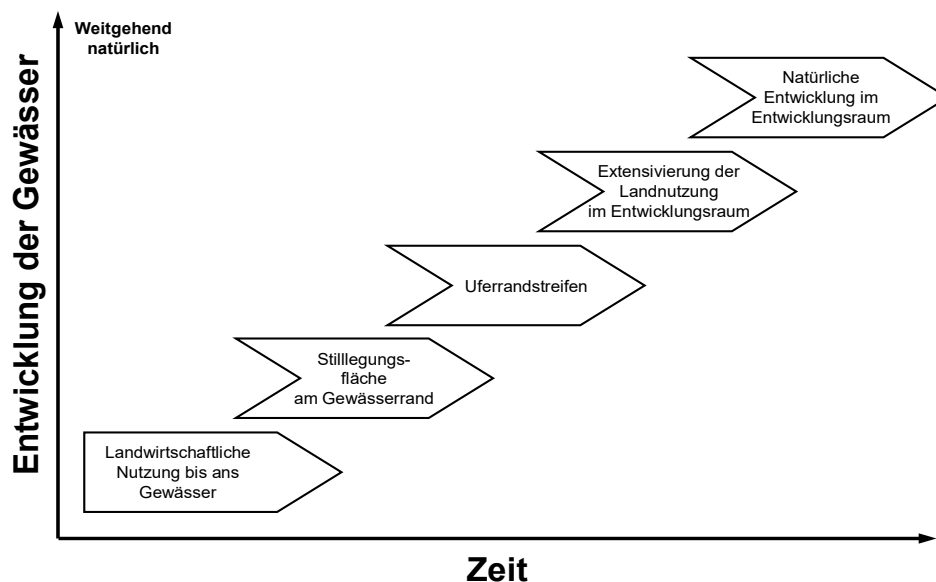 Weitgehend
natürlich
Entwicklung der Gewässer
Natürliche
Entwicklung im
Entwicklungsraum
Extensivierung der
Landnutzung
im Entwicklungsraum
Uferrandstreifen
Stilllegungs-
fläche
am Gewässerrand
Landwirtschaftliche
Nutzung bis ans
Gewässer
Zeit